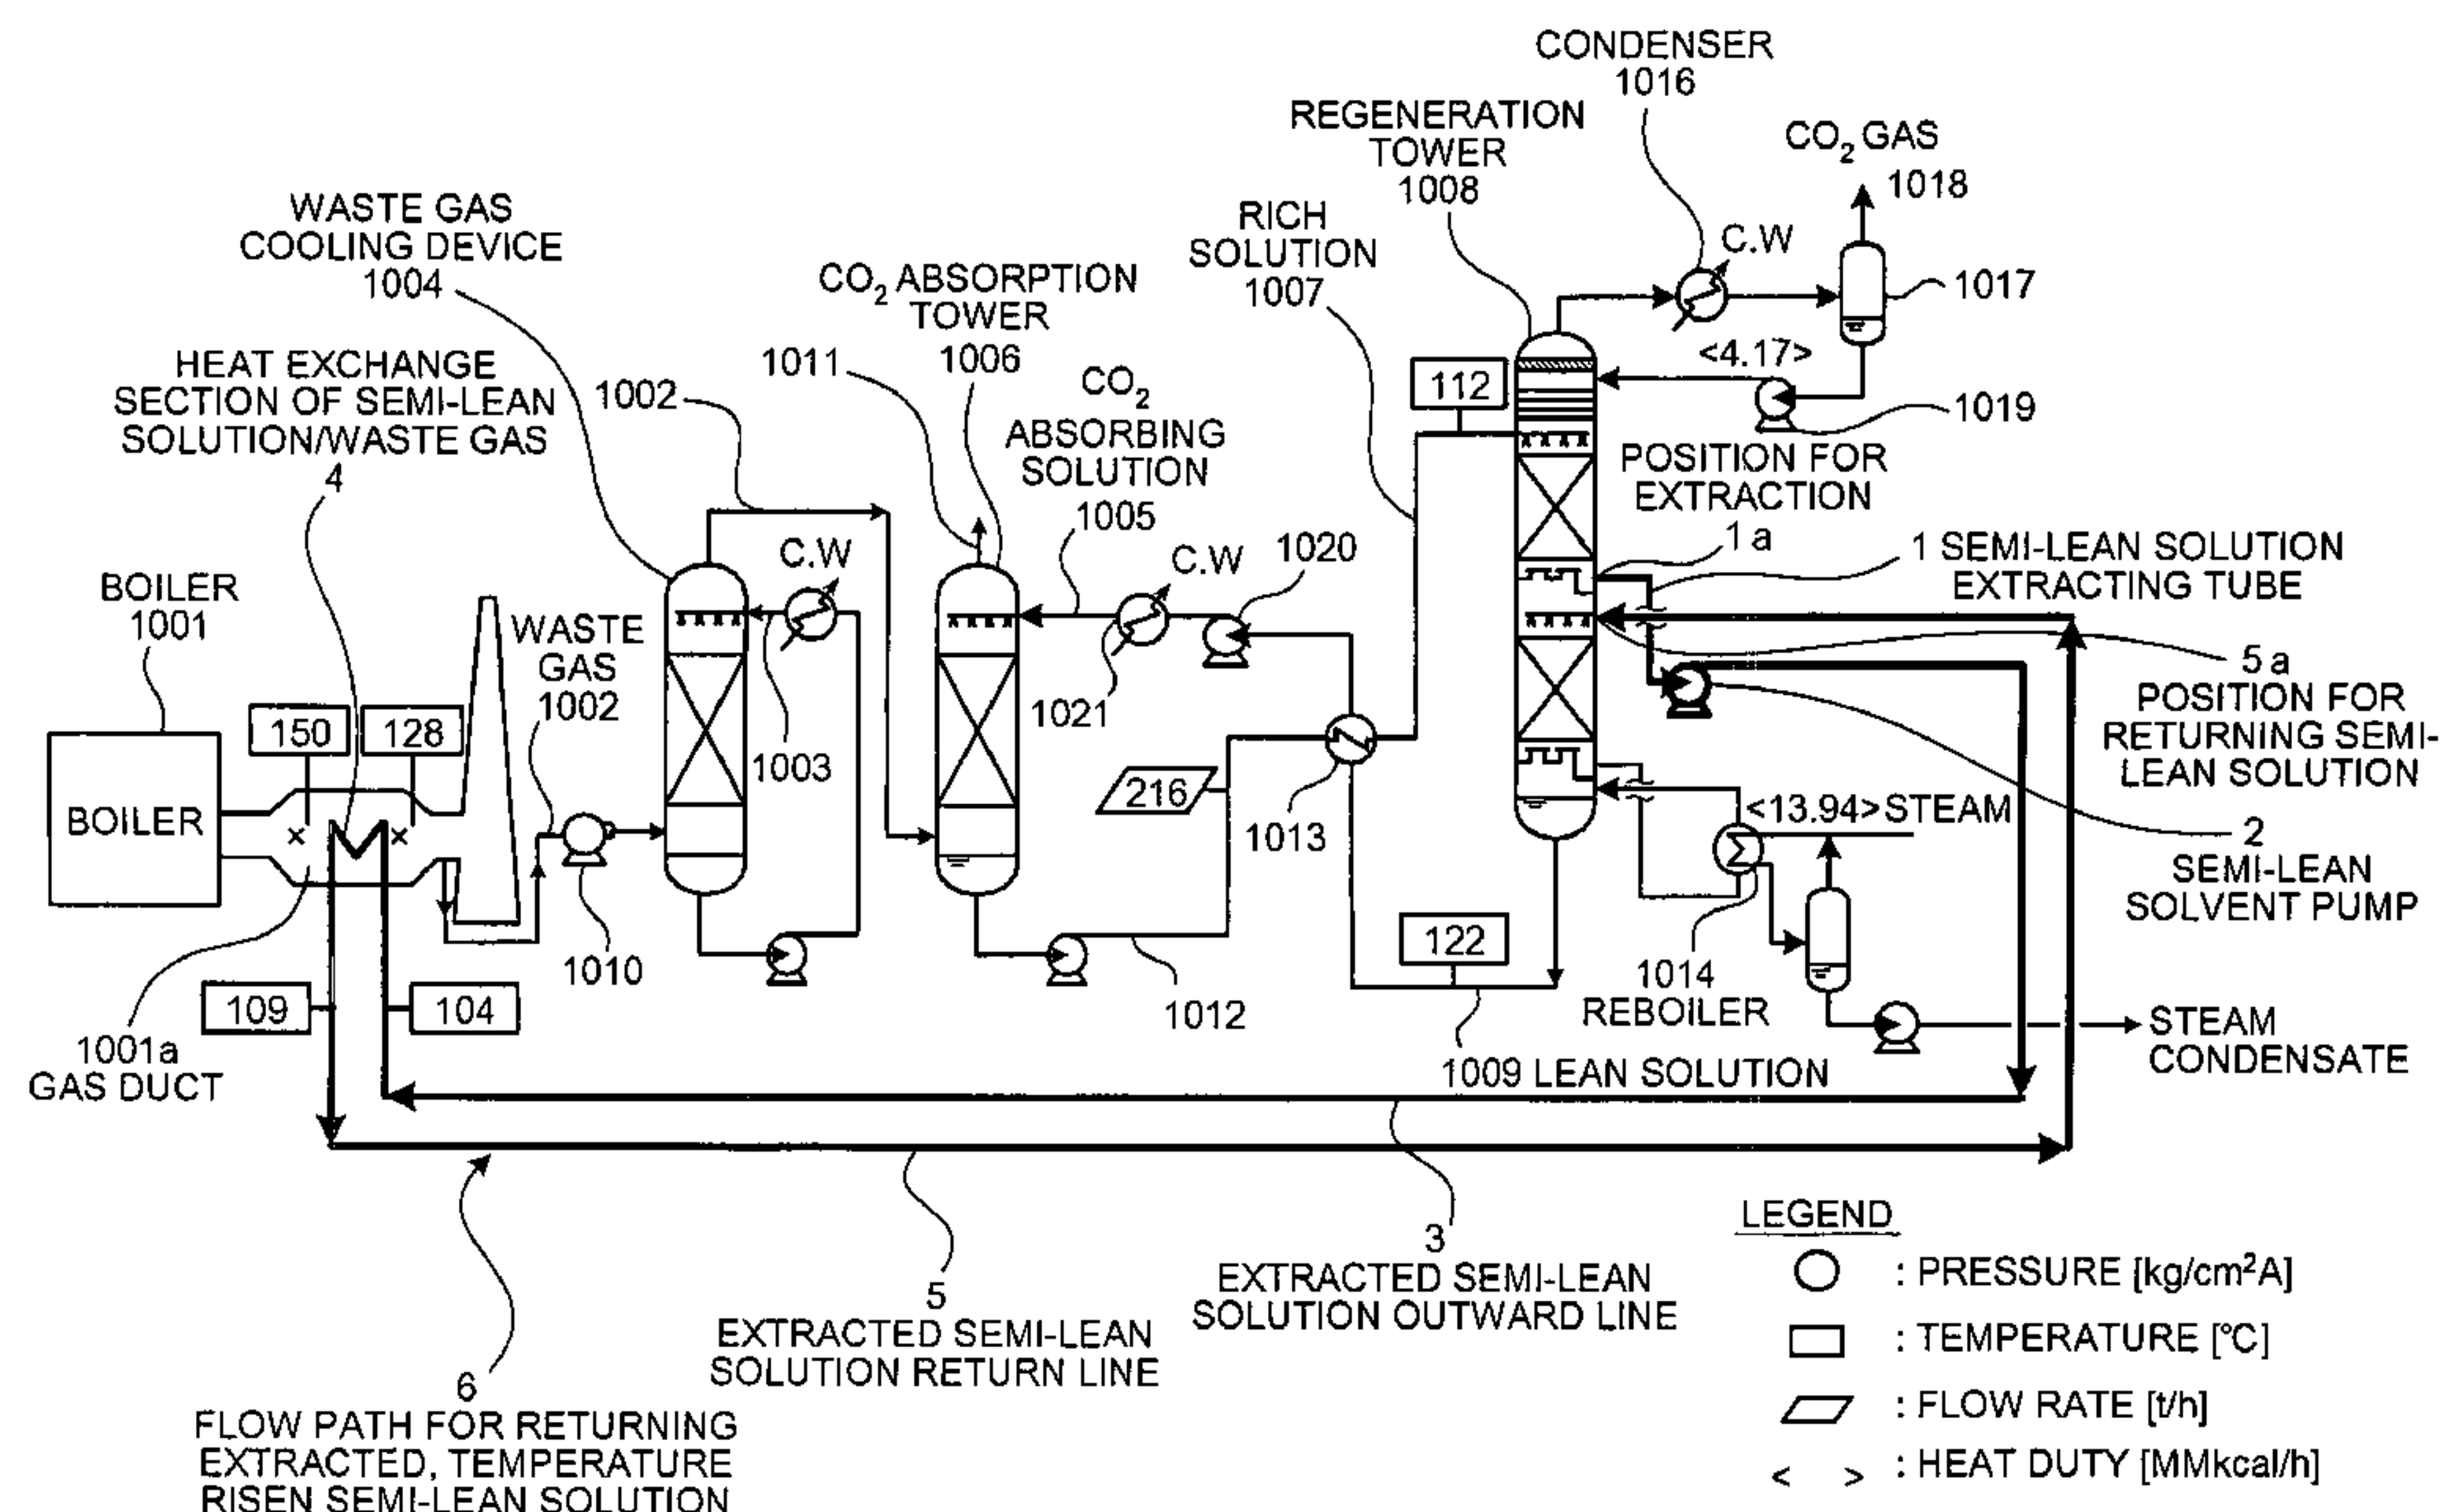 CONDENSER
1016
REGENERATION
TOWER
1008
CO2 GAS
1018
RICH
SOLUTION
1007
C.W
1017
WASTE GAS
COOLING DEVICE
1004
CO2 ABSORPTION
TOWER
1006
1011
HEAT EXCHANGE
SECTION OF SEMI-LEAN
SOLUTION/WASTE GAS
4
1002
CO2
ABSORBING
SOLUTION
1005
112
<4.17>
1019
POSITION FOR
EXTRACTION
1a
1 SEMI-LEAN SOLUTION
EXTRACTING TUBE
C.W
C.W
1020
BOILER
1001
WASTE
GAS
1002
150
128
1003
1021
5a
POSITION FOR
RETURNING SEMI-
LEAN SOLUTION
BOILER
216
1013
<13.94>STEAM
2
SEMI-LEAN
SOLVENT PUMP
1010
122
1014
REBOILER
109
104
1012
1001a
GAS DUCT
1009 LEAN SOLUTION
STEAM
CONDENSATE
3
EXTRACTED SEMI-LEAN
SOLUTION OUTWARD LINE
5
EXTRACTED SEMI-LEAN
SOLUTION RETURN LINE
6
FLOW PATH FOR RETURNING
EXTRACTED, TEMPERATURE
RISEN SEMI-LEAN SOLUTION
LEGEND
: PRESSURE [kg/cm²A]
: TEMPERATURE [℃]
: FLOW RATE [t/h]
< > : HEAT DUTY [MMkcal/h]